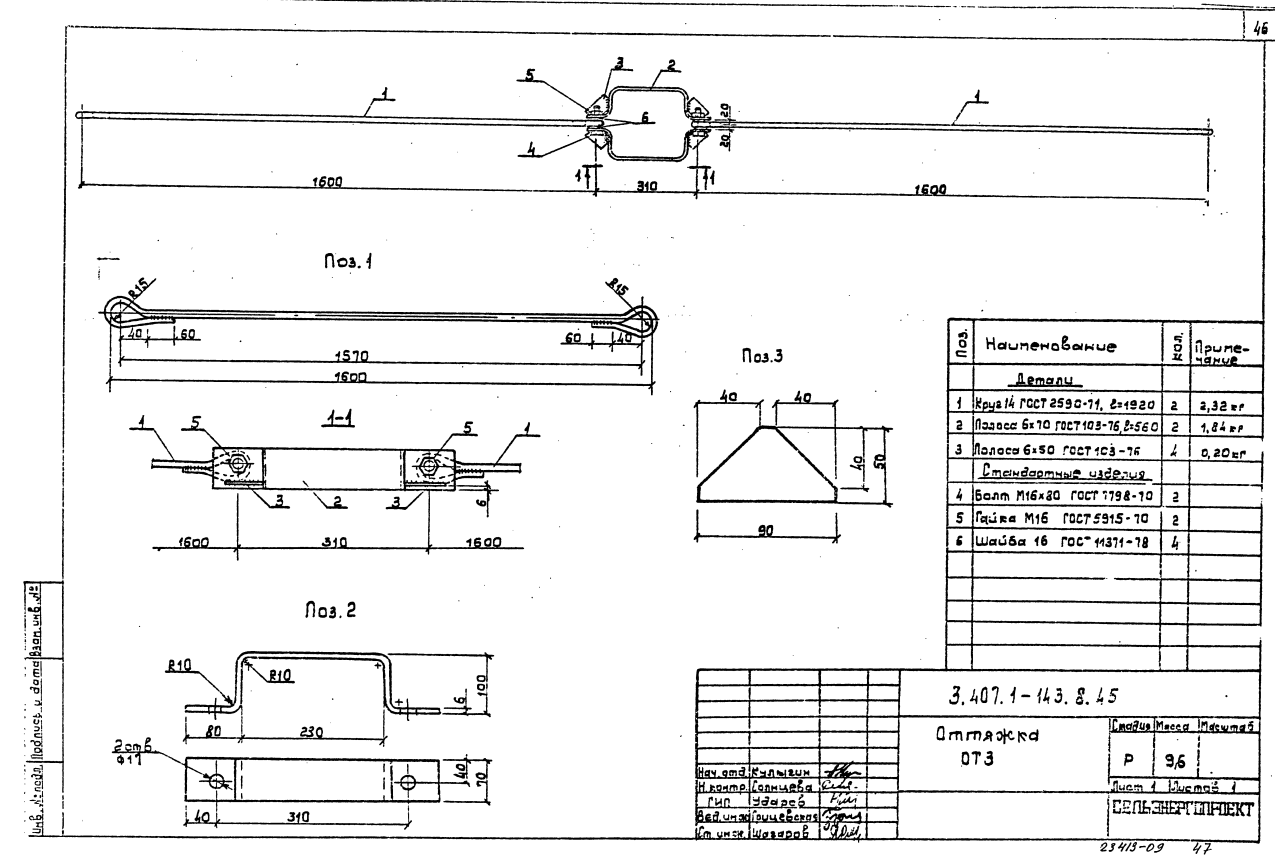 46
5 3 2
1
6
1
4
20
20
1 1
1600 310 1600
Поз. 1
R15 R15
40 60 60 40
1570
1600
1-1
1 5 5 1
3 2 3 6
1600 310 1600
Поз. 2
R10 R10
100
6
80 230
2 отв.
ф17
40
70
40 310
Поз. 3
40 40
40
50
90
Поз. Наименование кол. Приме-
чание
Детали
1 Круг 14 ГОСТ 2590-71, ℓ=1920 2 2,32 кг
2 Полоса 6×70 ГОСТ 103-76, ℓ=560 2 1,84 кг
3 Полоса 6×50 ГОСТ 103-76 4 0,20 кг
Стандартные изделия
4 Болт М16×80 ГОСТ 7798-70 2
5 Гайка М16 ГОСТ 5915-70 2
6 Шайба 16 ГОСТ 11371-78 4
3.407.1-143.8.45
Оттяжка
ОТ3
Стадия Масса Масштаб
Р 9,6
Лист 1 Листов 1
СЕЛЬЭНЕРГОПРОЕКТ
Нач. отд. Кулыгин
Н. контр. Солнцева
ГИП Ударов
Вед. инж. Грицевская
Ст. инж. Шазаров
Инв. № подл. Подпись и дата Взам. инв. №
23413-09 47